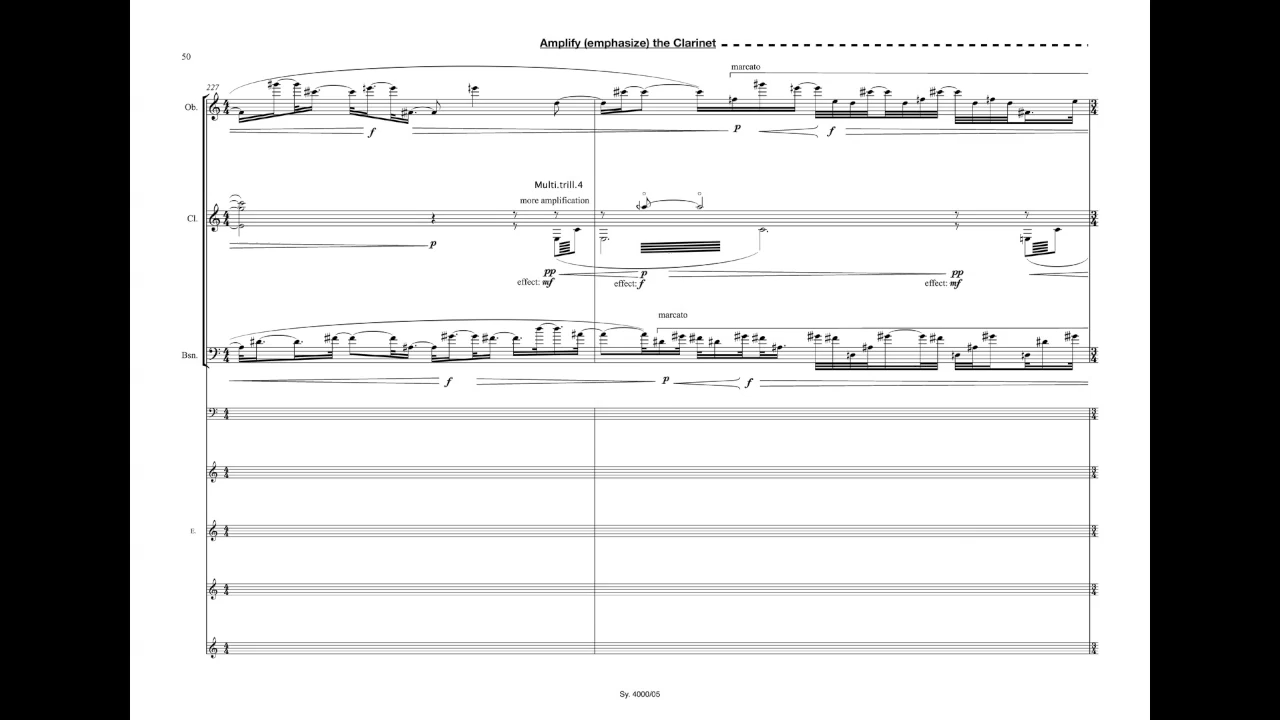 Amplify (emphasize) the Clarinet
50
227
marcato
Ob.
f
p
f
Multi.trill.4
more amplification
Cl.
p
pp
p
pp
effect: mf
effect: f
effect: mf
marcato
Bsn.
f
p
f
E.
Sy. 4000/05